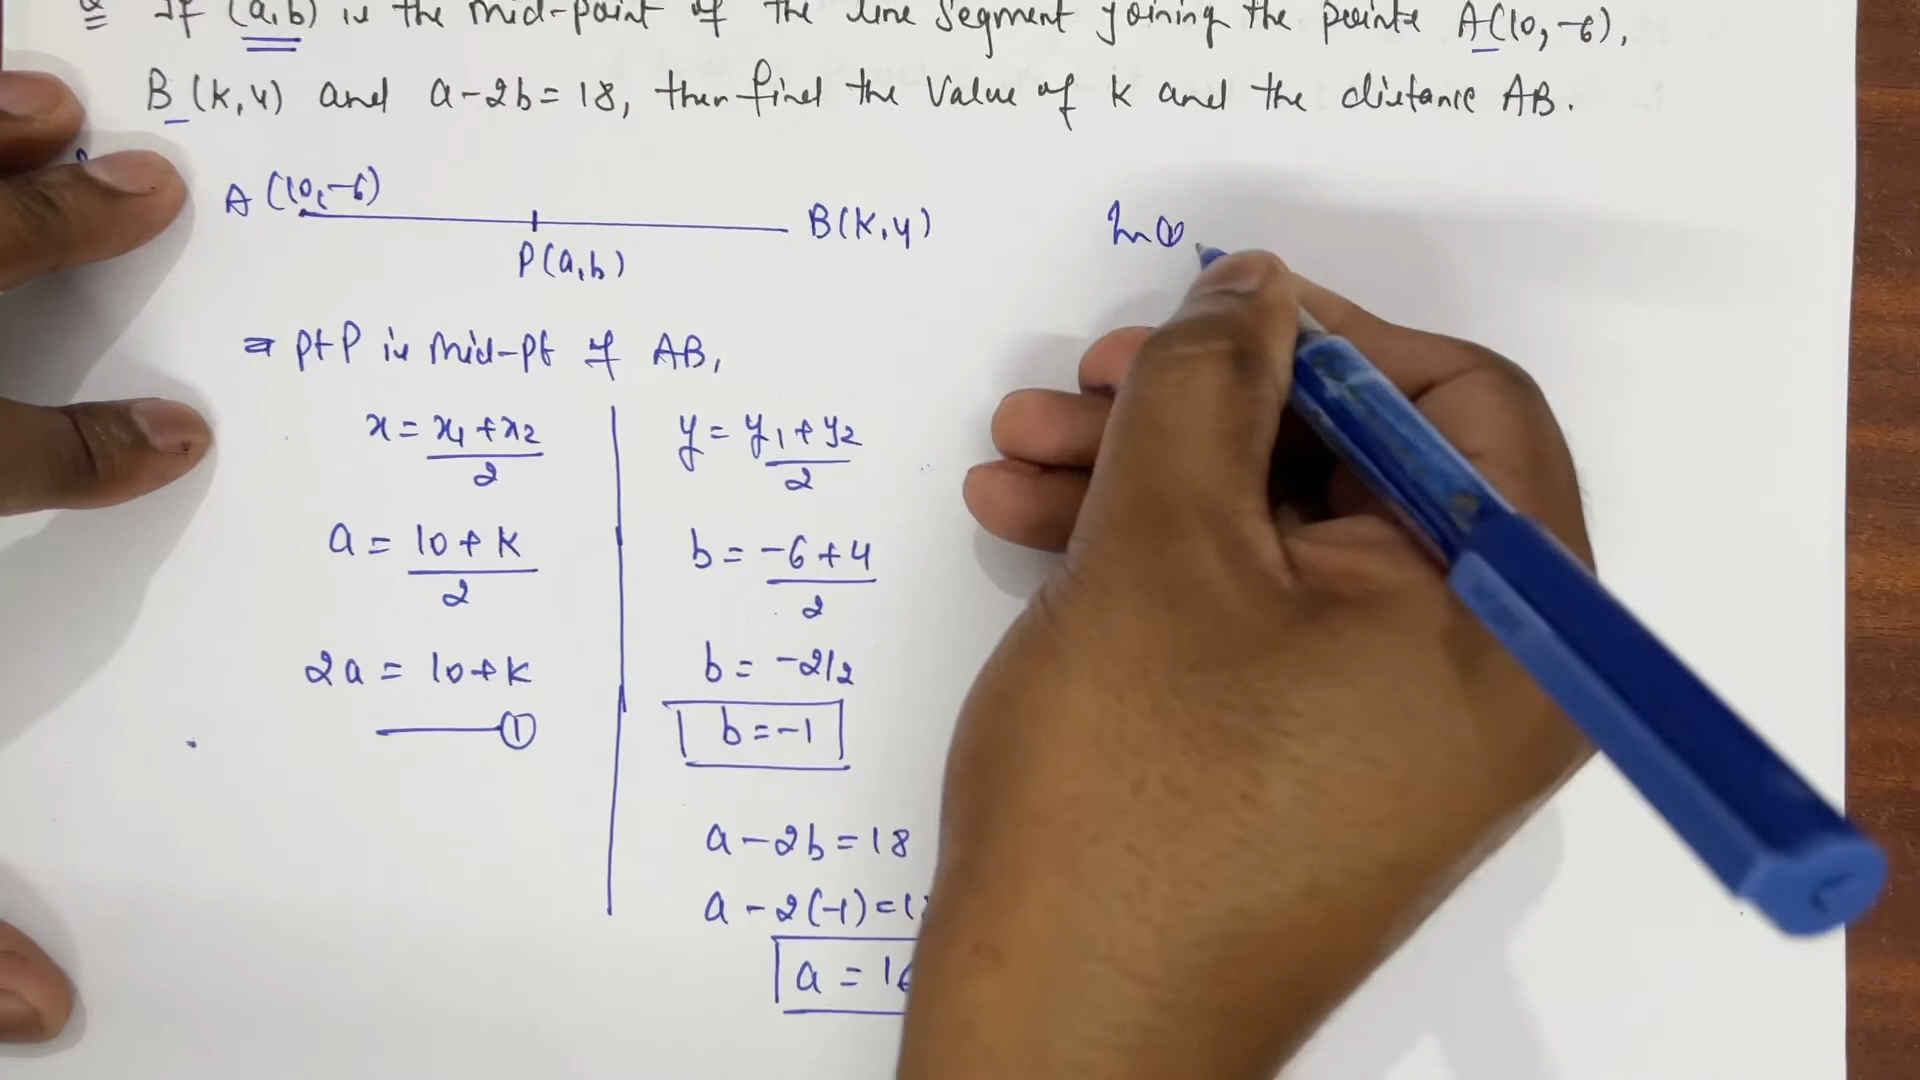 Q If (a,b) is the mid-point of the line segment joining the points A(10,-6),
B (k,4) and a-2b=18, then find the value of k and the distance AB.
A (10,-6)
B(k,4)
P(a,b)
pt P is mid-pt of AB,
x = x₁+x₂/2
y = y₁+y₂/2
a = 10+k/2
b = -6+4/2
2a = 10+k
b = -2/2
①
b=-1
a-2b=18
a-2(-1)=1
a = 16
In ①